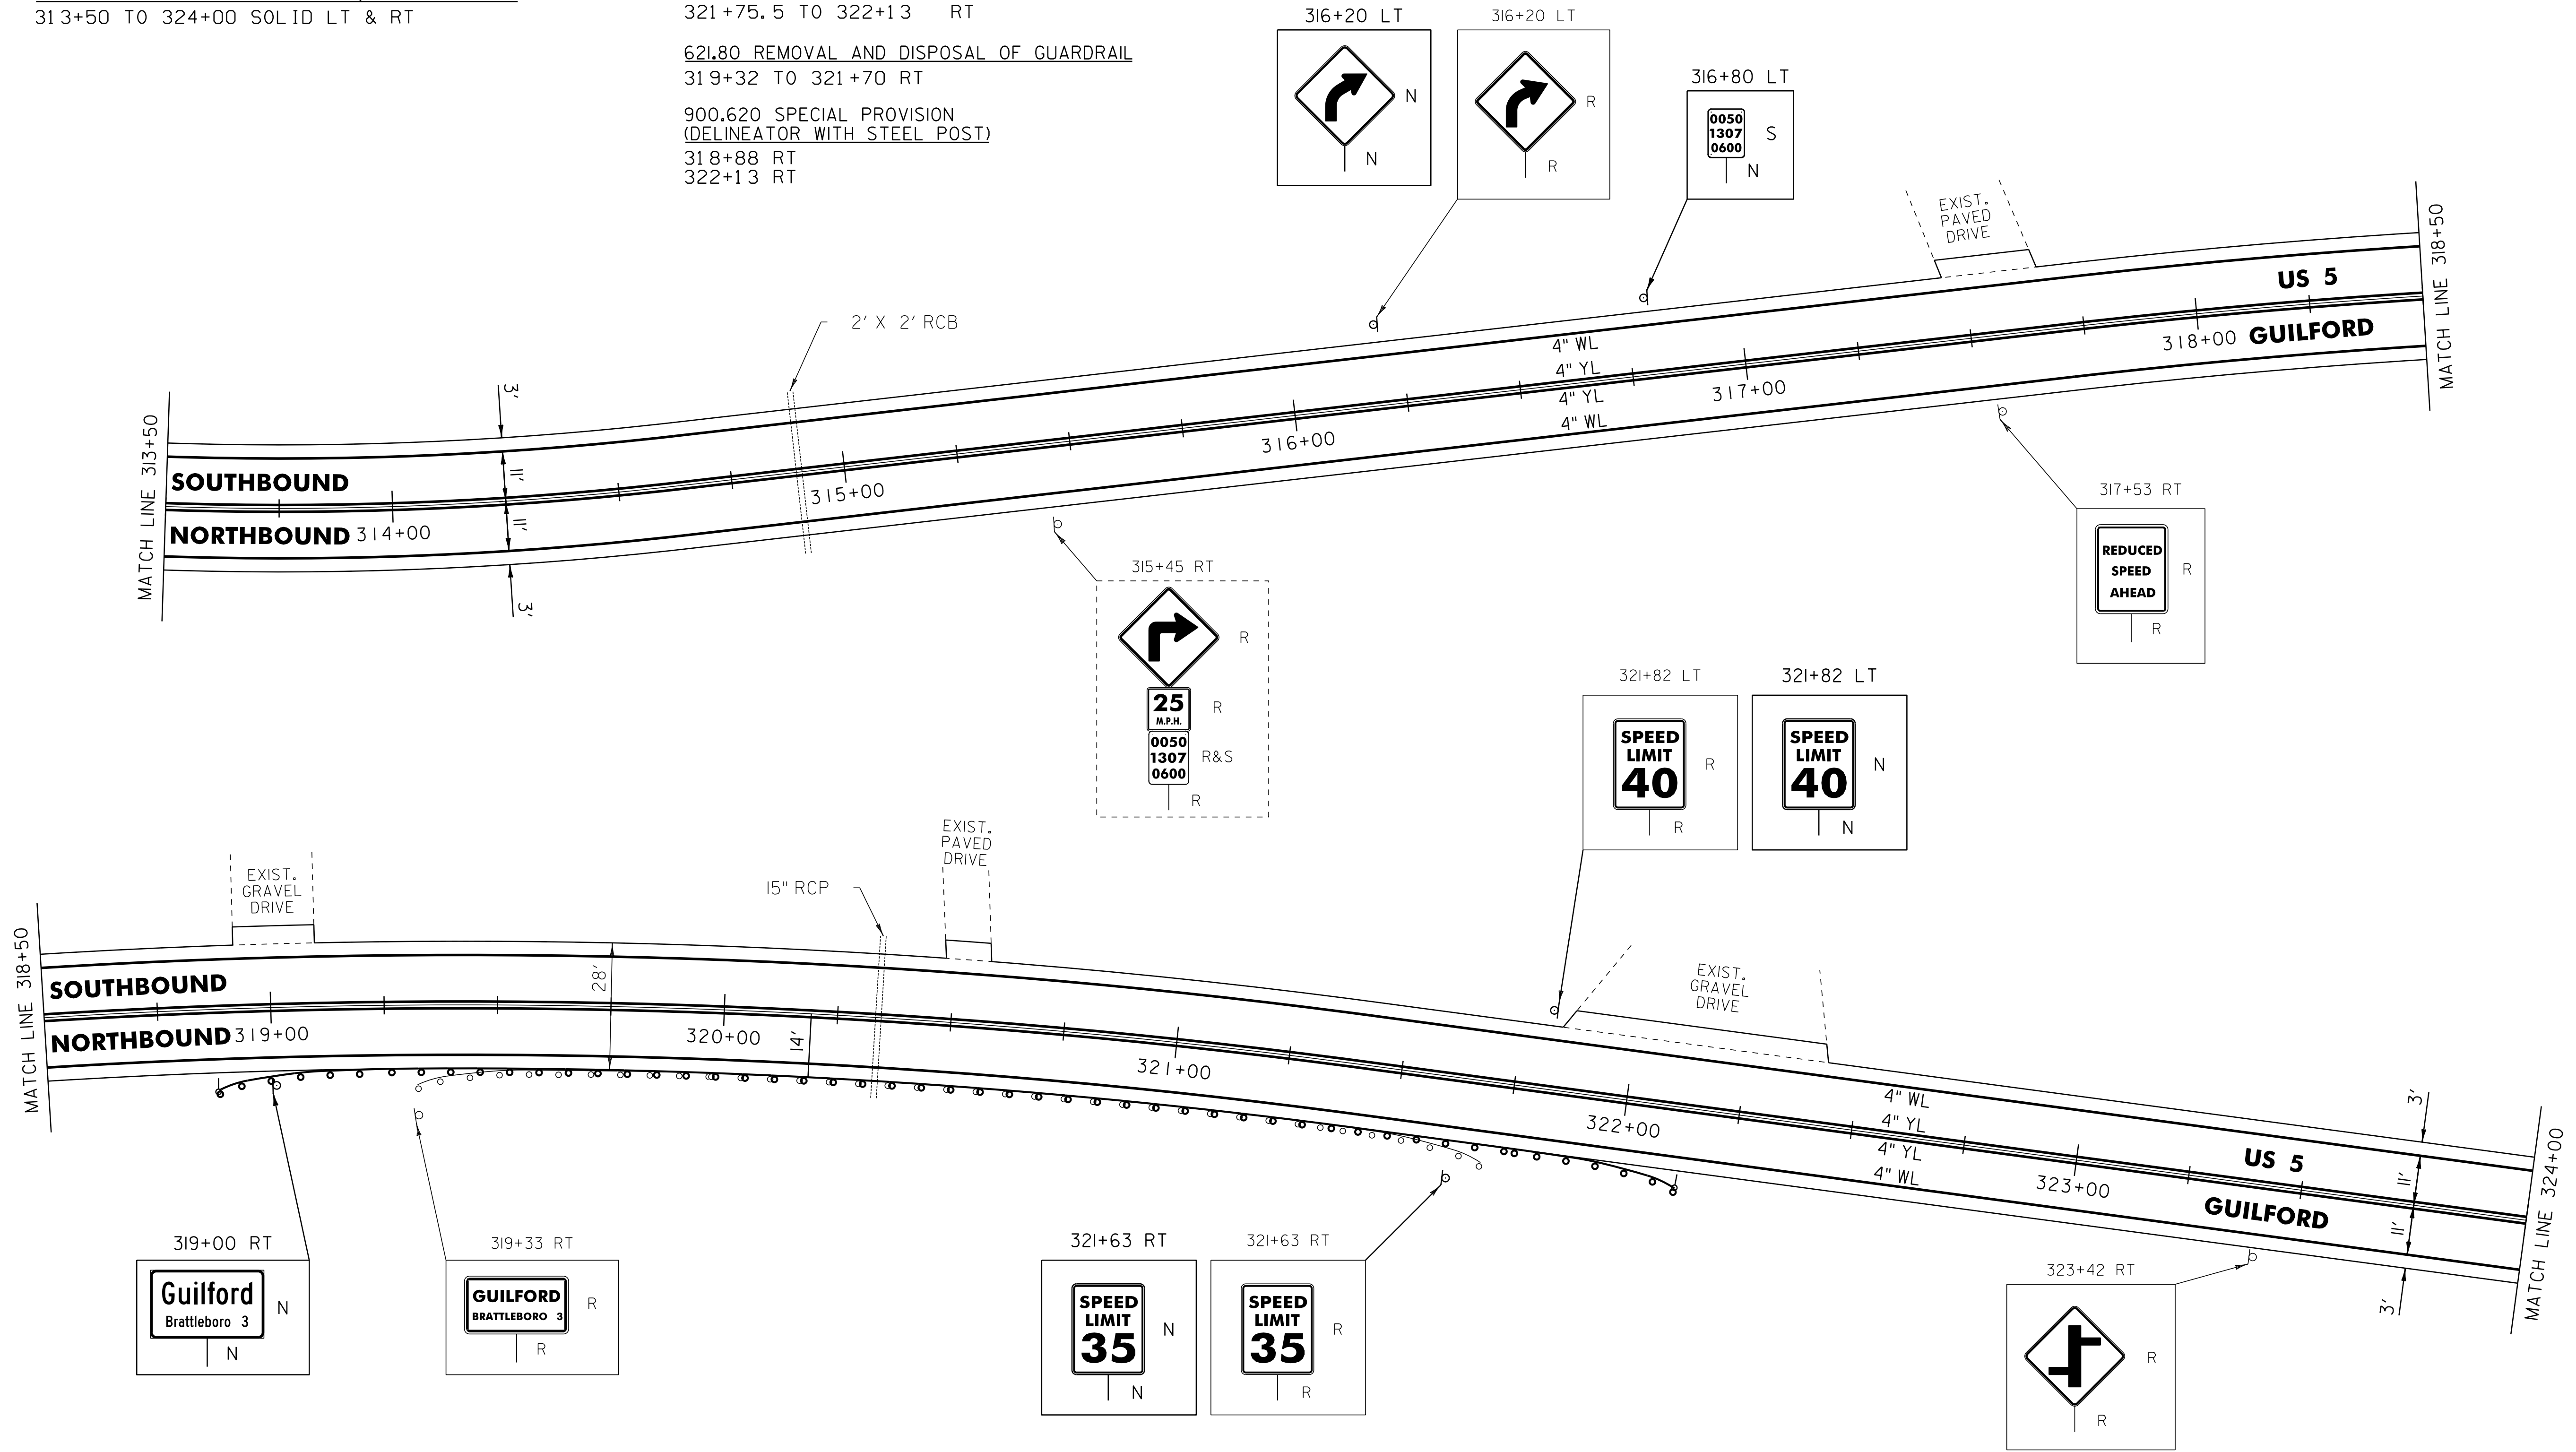 313+50 TO 324+00 SOLID LT & RT
321+75.5 TO 322+13 RT
621.80 REMOVAL AND DISPOSAL OF GUARDRAIL
319+32 TO 321+70 RT
900.620 SPECIAL PROVISION
(DELINEATOR WITH STEEL POST)
318+88 RT
322+13 RT
316+20 LT
N
N
316+20 LT
R
R
316+80 LT
0050
1307
0600
S
N
EXIST.
PAVED
DRIVE
MATCH LINE 318+50
US 5
GUILFORD
318+00
317+00
316+00
315+00
314+00
4" WL
4" YL
4" YL
4" WL
2' X 2' RCB
3'
11'
11'
3'
MATCH LINE 313+50
SOUTHBOUND
NORTHBOUND
315+45 RT
R
25
M.P.H.
R
0050
1307
0600
R&S
R
317+53 RT
REDUCED
SPEED
AHEAD
R
R
321+82 LT
SPEED
LIMIT
40
R
R
321+82 LT
SPEED
LIMIT
40
N
N
MATCH LINE 318+50
SOUTHBOUND
NORTHBOUND
EXIST.
GRAVEL
DRIVE
15" RCP
EXIST.
PAVED
DRIVE
EXIST.
GRAVEL
DRIVE
28'
14'
319+00
320+00
321+00
322+00
323+00
4" WL
4" YL
4" YL
4" WL
US 5
GUILFORD
3'
11'
11'
3'
MATCH LINE 324+00
319+00 RT
Guilford
Brattleboro 3
N
N
319+33 RT
GUILFORD
BRATTLEBORO 3
R
R
321+63 RT
SPEED
LIMIT
35
N
N
321+63 RT
SPEED
LIMIT
35
R
R
323+42 RT
R
R